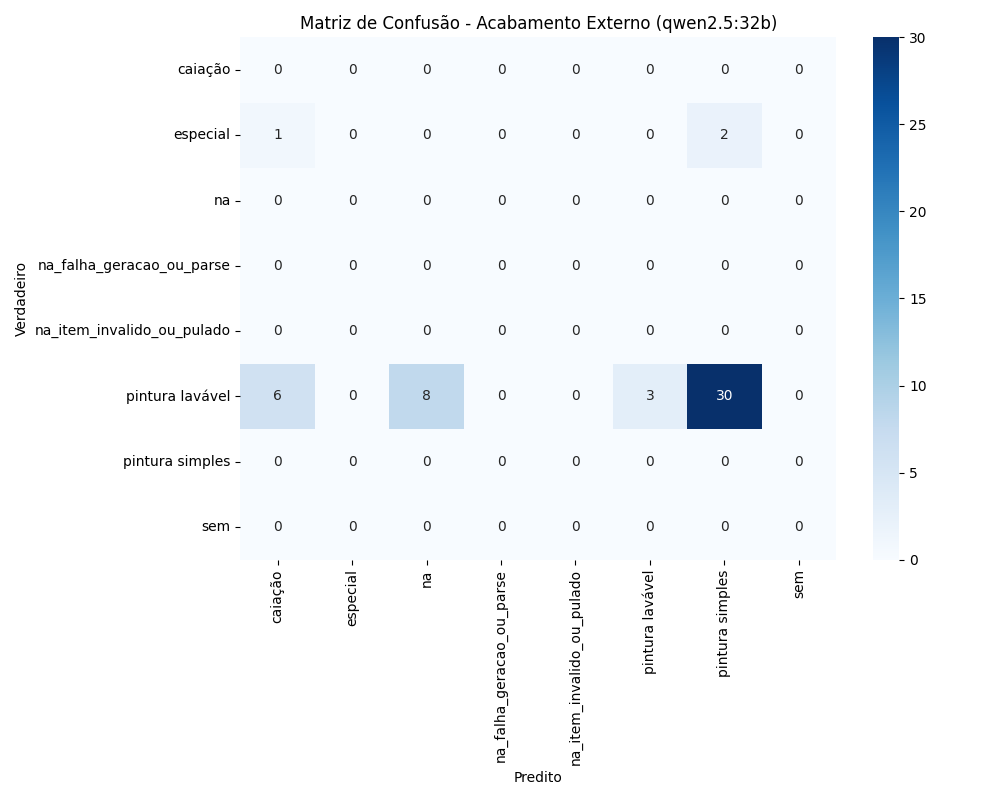 Matriz de Confusão - Acabamento Externo (qwen2.5:32b)
caiação 0 0 0 0 0 0 0 0
especial 1 0 0 0 0 0 2 0
na 0 0 0 0 0 0 0 0
na_falha_geracao_ou_parse 0 0 0 0 0 0 0 0
na_item_invalido_ou_pulado 0 0 0 0 0 0 0 0
pintura lavável 6 0 8 0 0 3 30 0
pintura simples 0 0 0 0 0 0 0 0
sem 0 0 0 0 0 0 0 0
Verdadeiro
caiação
especial
na
na_falha_geracao_ou_parse
na_item_invalido_ou_pulado
pintura lavável
pintura simples
sem
Predito
30
25
20
15
10
5
0